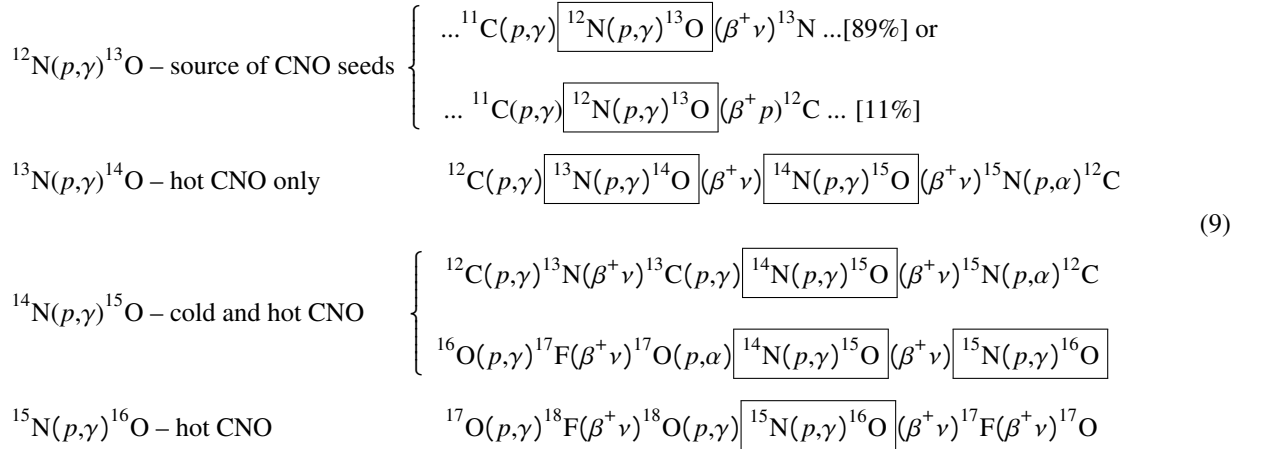 ...¹¹C(p,γ) ¹²N(p,γ)¹³O (β⁺ν)¹³N ...[89%] or
¹²N(p,γ)¹³O – source of CNO seeds {
... ¹¹C(p,γ) ¹²N(p,γ)¹³O (β⁺p)¹²C ... [11%]
¹³N(p,γ)¹⁴O – hot CNO only ¹²C(p,γ) ¹³N(p,γ)¹⁴O (β⁺ν) ¹⁴N(p,γ)¹⁵O (β⁺ν)¹⁵N(p,α)¹²C
(9)
¹²C(p,γ)¹³N(β⁺ν)¹³C(p,γ) ¹⁴N(p,γ)¹⁵O (β⁺ν)¹⁵N(p,α)¹²C
¹⁴N(p,γ)¹⁵O – cold and hot CNO {
¹⁶O(p,γ)¹⁷F(β⁺ν)¹⁷O(p,α) ¹⁴N(p,γ)¹⁵O (β⁺ν) ¹⁵N(p,γ)¹⁶O
¹⁵N(p,γ)¹⁶O – hot CNO ¹⁷O(p,γ)¹⁸F(β⁺ν)¹⁸O(p,γ) ¹⁵N(p,γ)¹⁶O (β⁺ν)¹⁷F(β⁺ν)¹⁷O